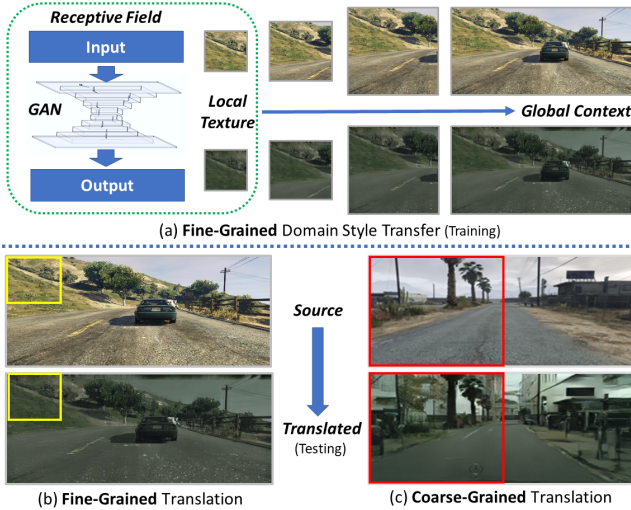 Receptive Field
Input
GAN
Output
Local
Texture
Global Context
(a) Fine-Grained Domain Style Transfer (Training)
Source
Translated
(Testing)
(b) Fine-Grained Translation
(c) Coarse-Grained Translation